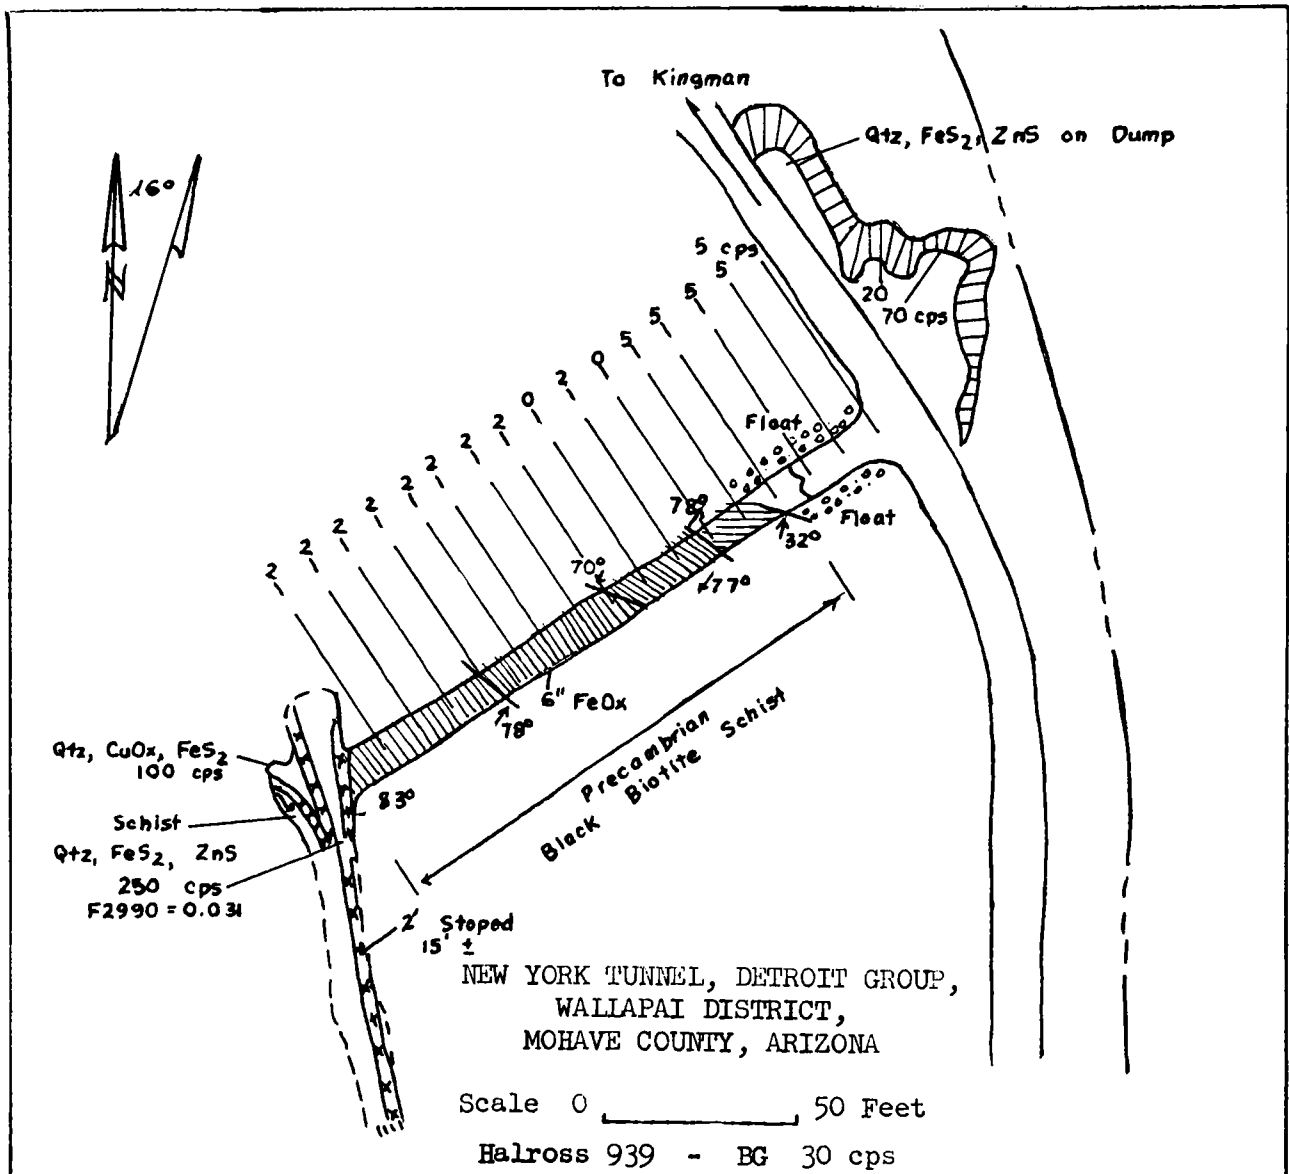 To Kingman
Qtz, FeS2, ZnS on Dump
16°
N
5 cps
5
5
5
5
0
2
0
2
2
2
2
2
2
2
2
20
70 cps
Float
Float
78°
32°
77°
70°
6" FeOx
78°
Precambrian
Black Biotite Schist
Qtz, CuOx, FeS2
100 cps
83°
Schist
Qtz, FeS2, ZnS
250 cps
F2990 = 0.031
2' Stoped
15' ±
NEW YORK TUNNEL, DETROIT GROUP,
WALLAPAI DISTRICT,
MOHAVE COUNTY, ARIZONA
Scale 0 50 Feet
Halross 939 - BG 30 cps